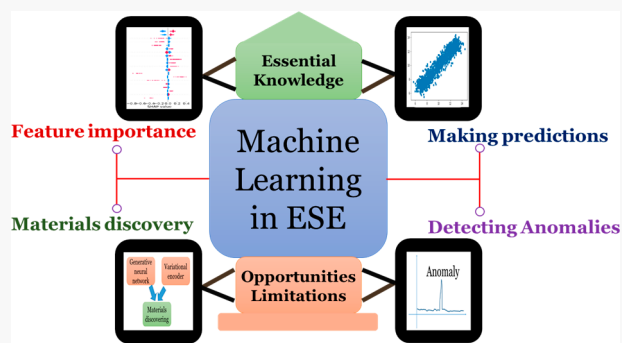 Essential
Knowledge
Feature importance
Machine
Learning
in ESE
Making predictions
Materials discovery
Detecting Anomalies
Generative
neural
network
Variational
encoder
Materials
discovering
Opportunities
Limitations
Anomaly